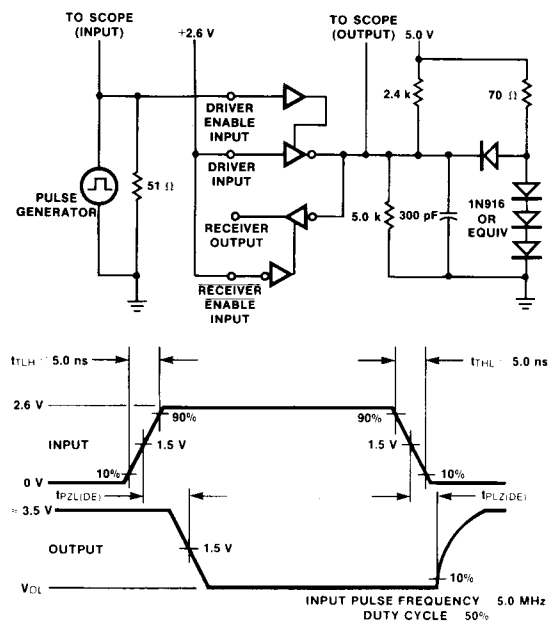 TO SCOPE
(INPUT)
+2.6 V
TO SCOPE
(OUTPUT)
5.0 V
2.4 k
70 Ω
DRIVER
ENABLE
INPUT
DRIVER
INPUT
51 Ω
PULSE
GENERATOR
RECEIVER
OUTPUT
5.0 k
300 pF
1N916
OR
EQUIV
RECEIVER
ENABLE
INPUT
tTLH 5.0 ns
tTHL 5.0 ns
2.6 V
90%
90%
INPUT
1.5 V
1.5 V
10%
10%
0 V
tPZL(DE)
tPLZ(DE)
≈ 3.5 V
OUTPUT
1.5 V
10%
VOL
INPUT PULSE FREQUENCY 5.0 MHz
DUTY CYCLE 50%